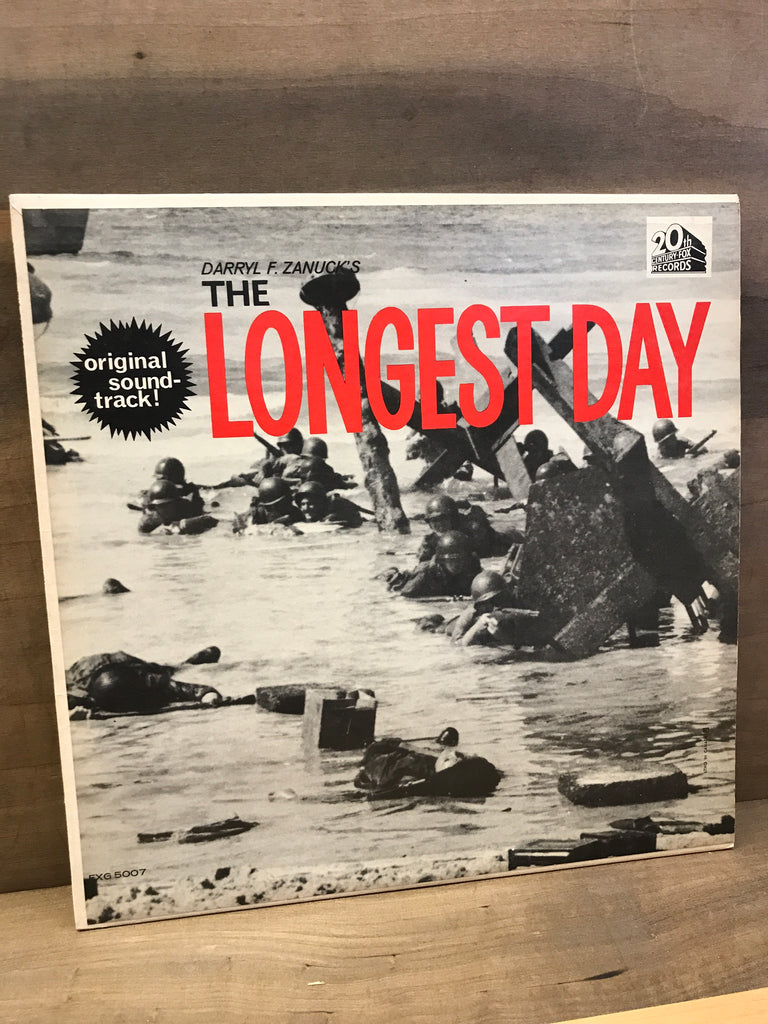 DARRYL F. ZANUCK'S
THE
LONGEST DAY
original
sound-
track!
20th
CENTURY-FOX
RECORDS
FXG 5007